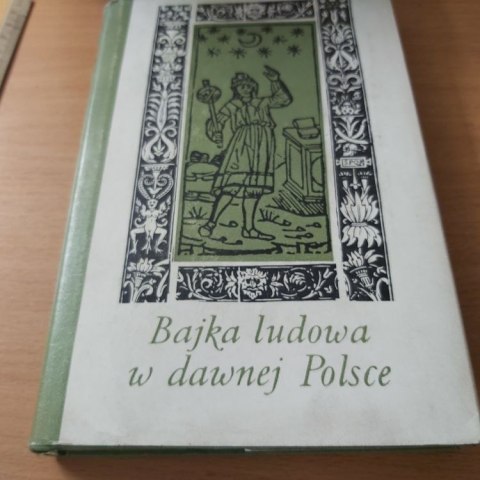 Bajka ludowa
w dawnej Polsce